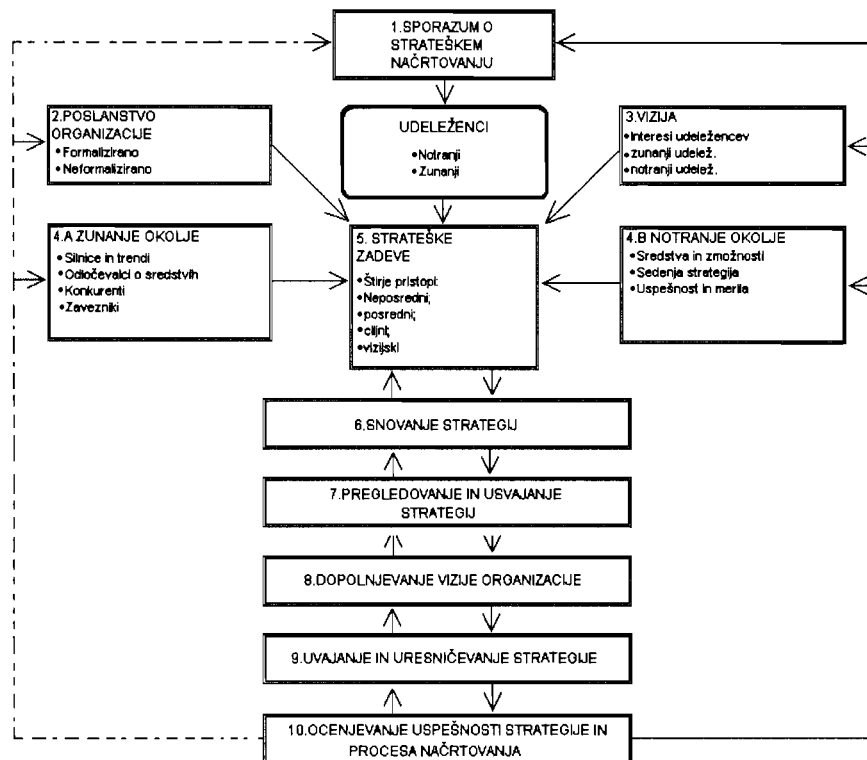 1.SPORAZUM O
STRATEŠKEM
NAČRTOVANJU
2.POSLANSTVO
ORGANIZACIJE
•Formalizirano
•Neformalizirano
UDELEŽENCI
•Notranji
•Zunanji
3.VIZIJA
•Interesi udeležencev
•zunanji udelež.
•notranji udelež.
4.A ZUNANJE OKOLJE
•Silnice in trendi
•Odločevalci o sredstvih
•Konkurenti
•Zavezniki
5. STRATEŠKE
ZADEVE
•Štirje pristopi:
•Neposredni;
•posredni;
•ciljni;
•vizijski
4.B NOTRANJE OKOLJE
•Sredstva in zmožnosti
•Sedanja strategija
•Uspešnost in merila
6.SNOVANJE STRATEGIJ
7.PREGLEDOVANJE IN USVAJANJE
STRATEGIJ
8.DOPOLNJEVANJE VIZIJE ORGANIZACIJE
9.UVAJANJE IN URESNIČEVANJE STRATEGIJE
10.OCENJEVANJE USPEŠNOSTI STRATEGIJE IN
PROCESA NAČRTOVANJA